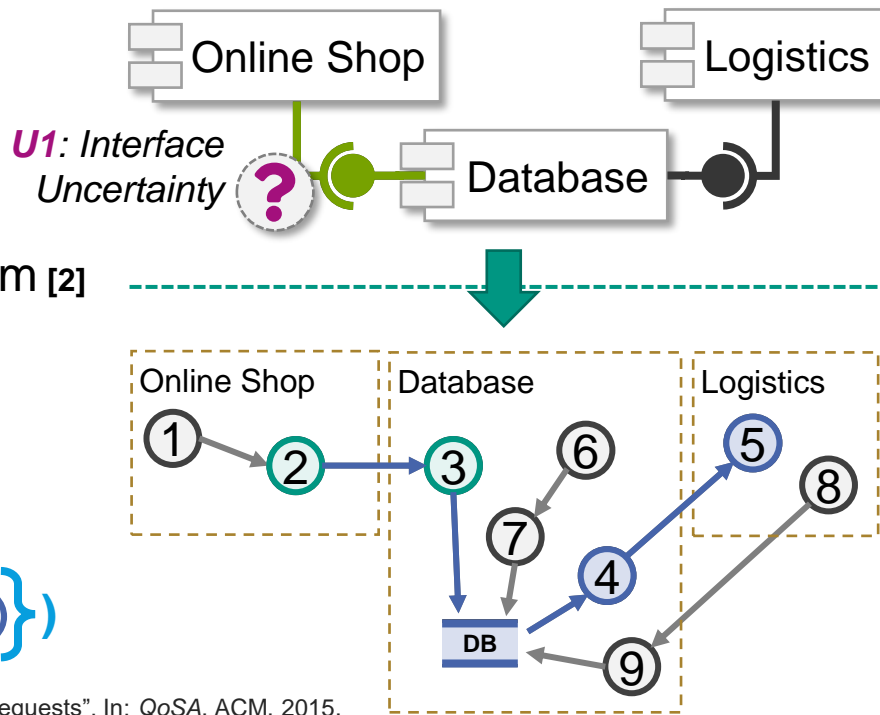 Online Shop
Logistics
U1: Interface
Uncertainty
?
Database
m [2]
Online Shop
Database
Logistics
1
2
3
6
5
8
7
4
DB
9
})
equests”. In: QoSA. ACM, 2015.